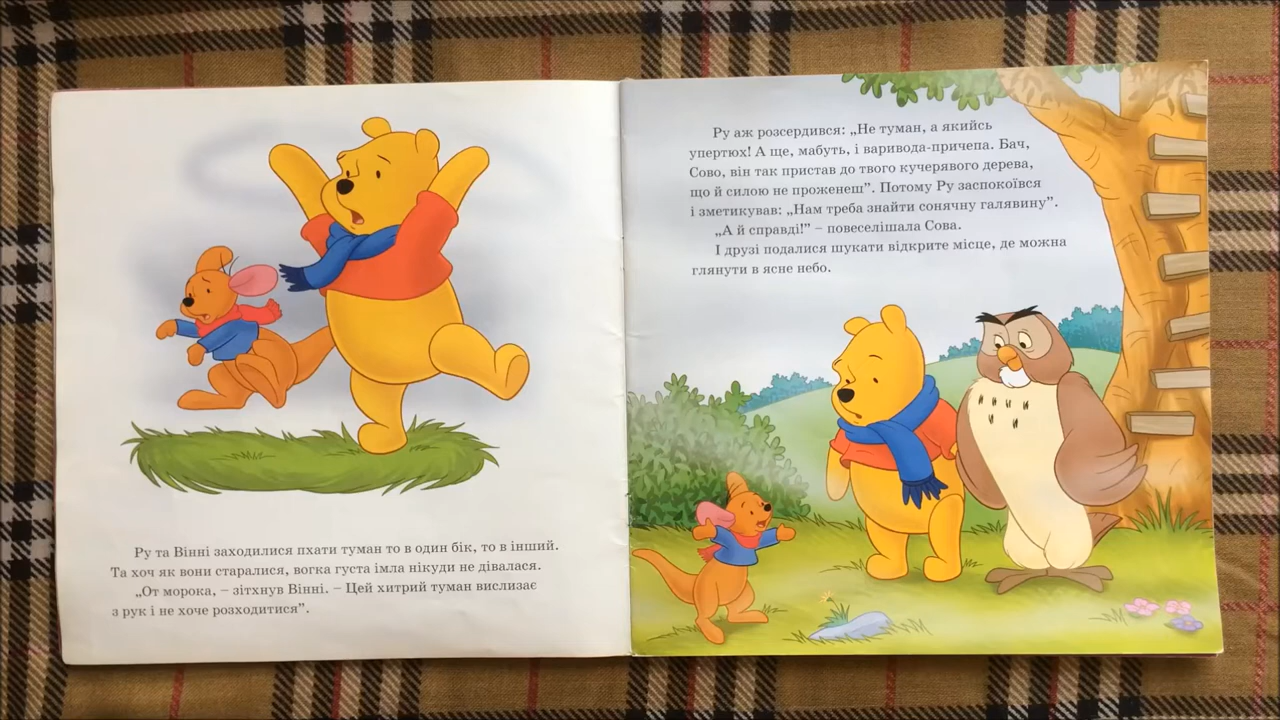 Ру та Вінні заходилися пхати туман то в один бік, то в інший.
Та хоч як вони старалися, вогка густа імла нікуди не дівалася.
„От морока, – зітхнув Вінні. – Цей хитрий туман вислизає
з рук і не хоче розходитися”.
Ру аж розсердився: „Не туман, а якийсь
упертюх! А ще, мабуть, і варивода-причепа. Бач,
Сово, він так пристав до твого кучерявого дерева,
що й силою не проженеш”. Потому Ру заспокоївся
і зметикував: „Нам треба знайти сонячну галявину”.
„А й справді!” – повеселішала Сова.
І друзі подалися шукати відкрите місце, де можна
глянути в ясне небо.